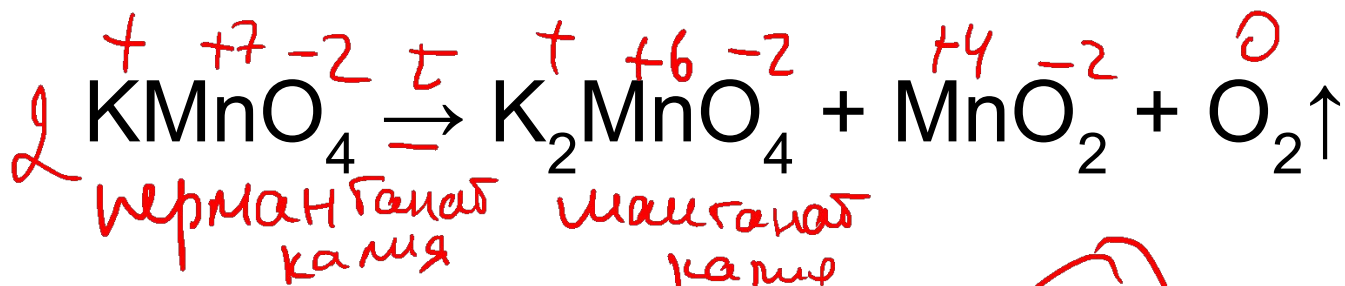 + +7 -2 t + +6 -2 +4 -2 0
2 KMnO₄ → K₂MnO₄ + MnO₂ + O₂↑
перманганат манганат
калия калия